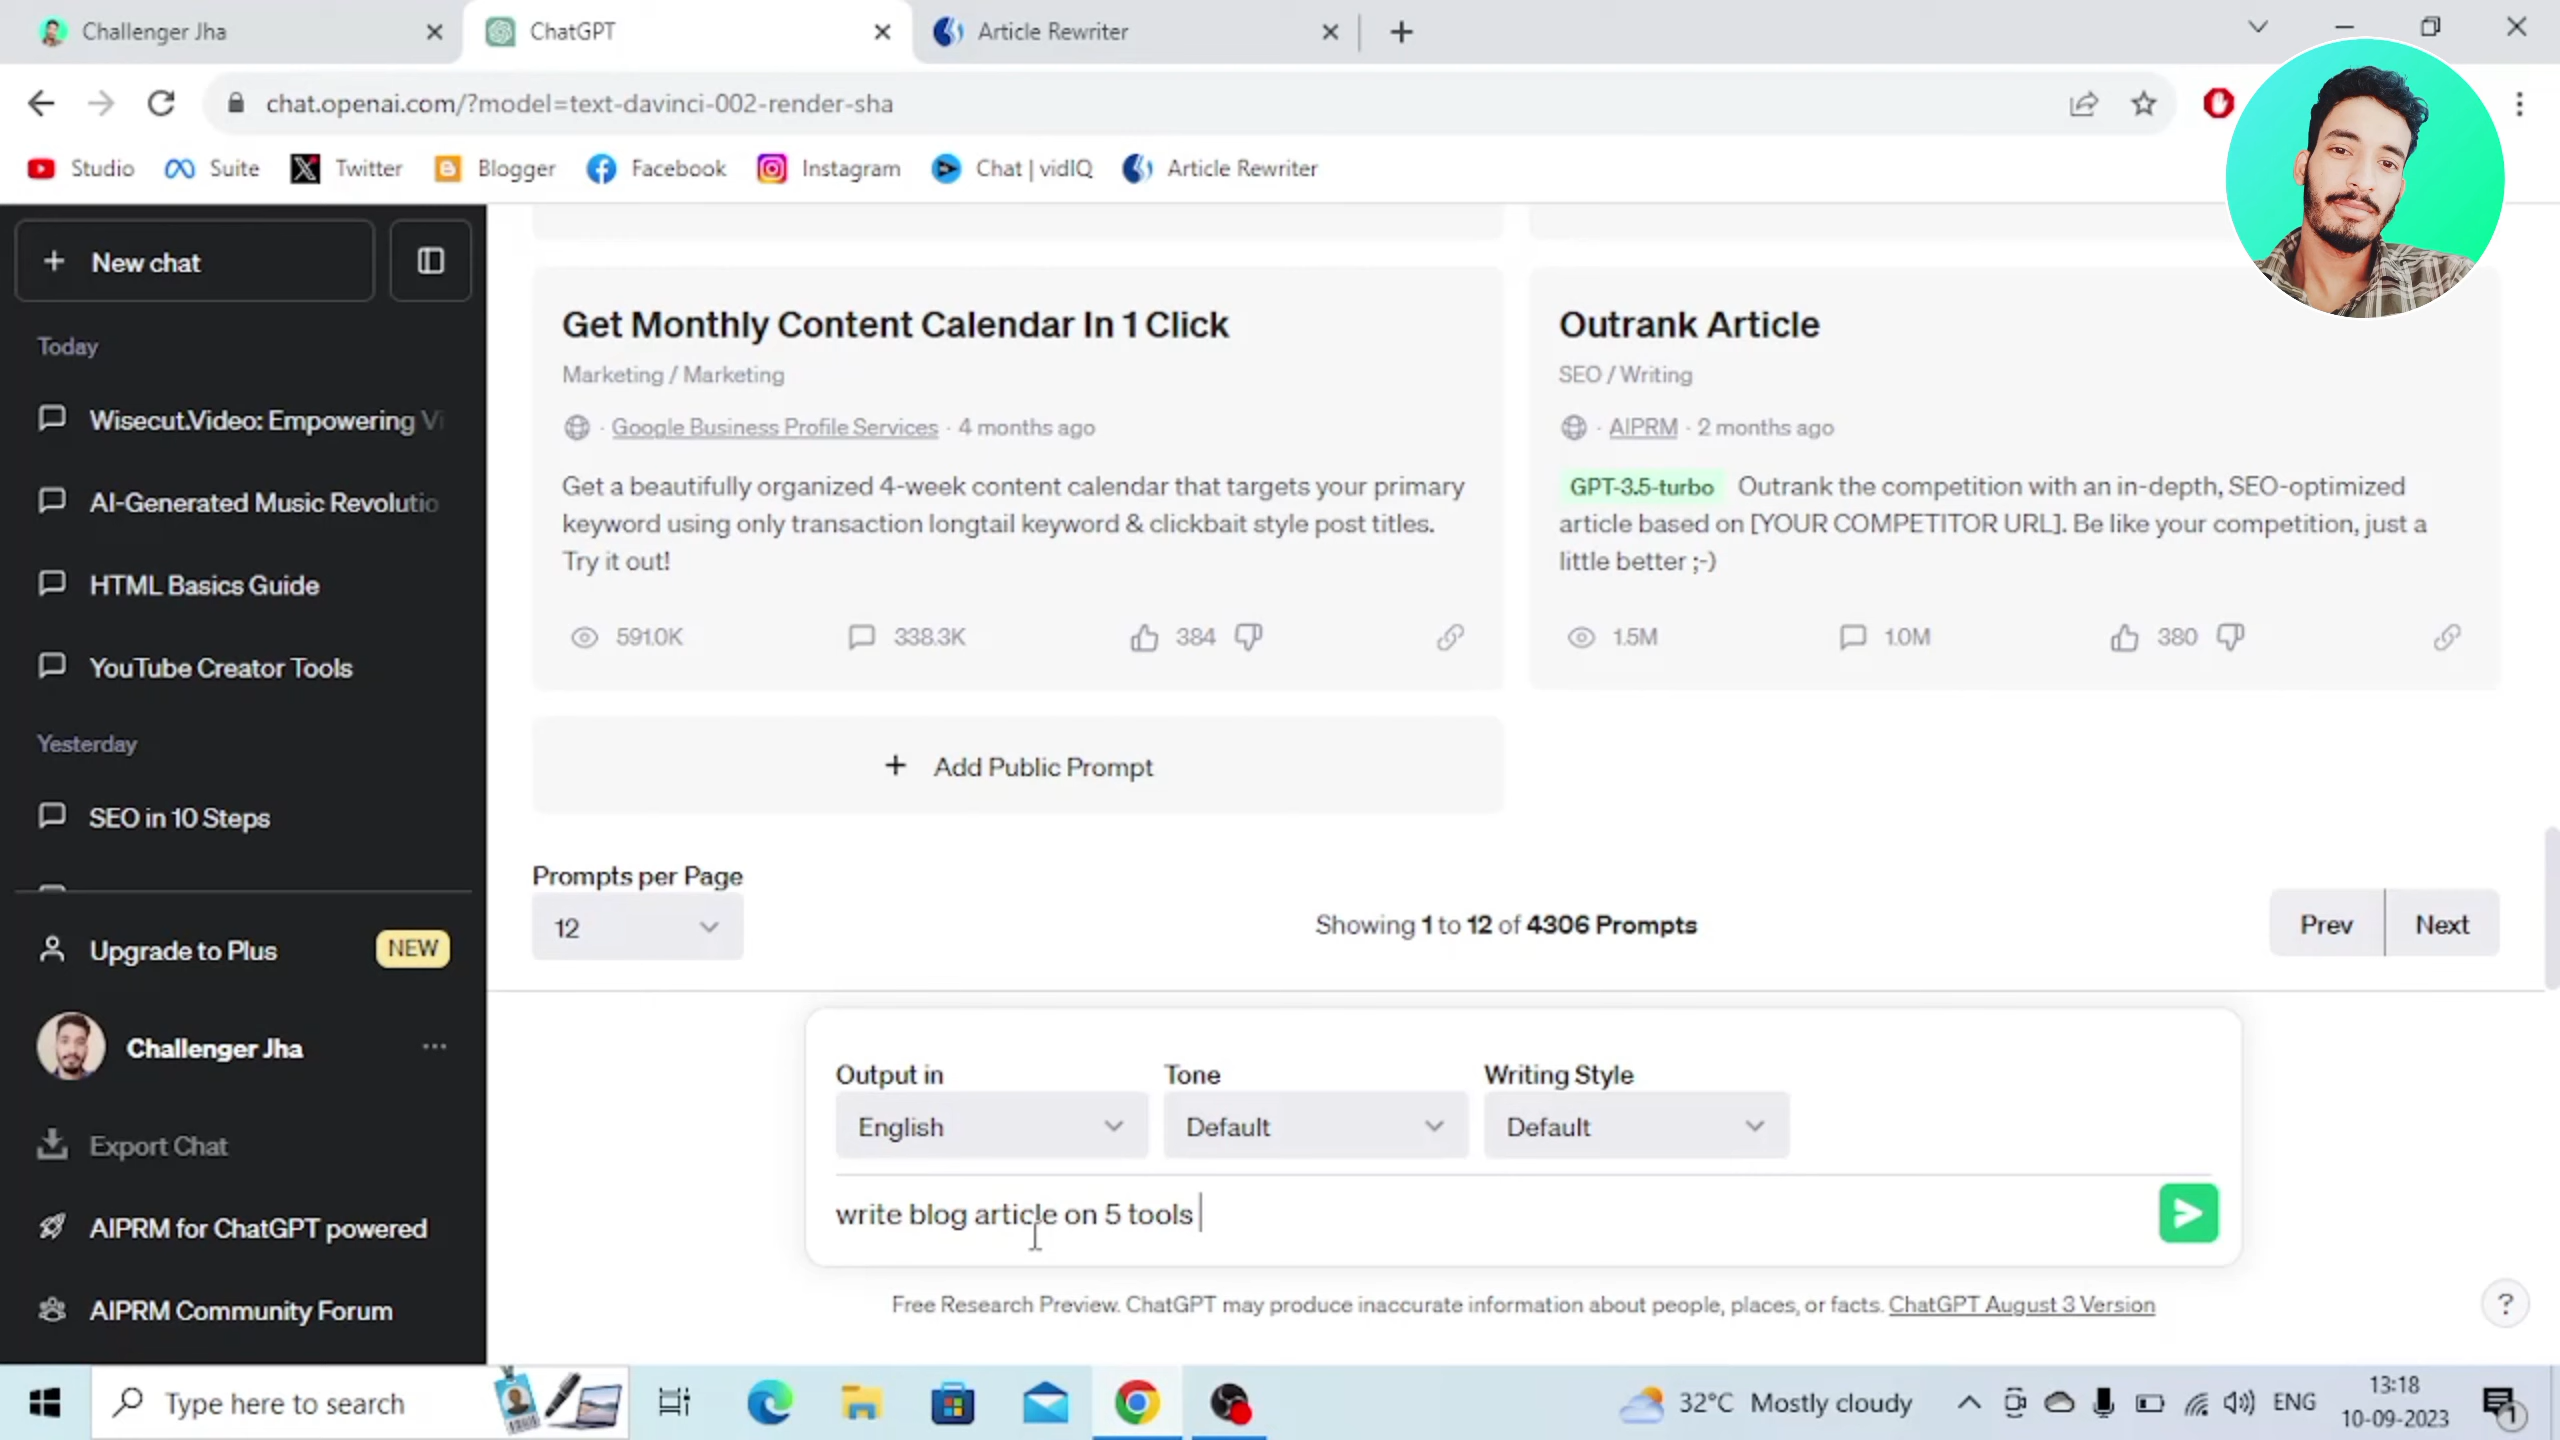 Challenger Jha
ChatGPT
Article Rewriter
chat.openai.com/?model=text-davinci-002-render-sha
Studio
Suite
Twitter
Blogger
Facebook
Instagram
Chat | vidIQ
Article Rewriter
New chat
Today
Wisecut.Video: Empowering Vi
AI-Generated Music Revolutio
HTML Basics Guide
YouTube Creator Tools
Yesterday
SEO in 10 Steps
Upgrade to Plus
NEW
Challenger Jha
Export Chat
AIPRM for ChatGPT powered
AIPRM Community Forum
Get Monthly Content Calendar In 1 Click
Marketing / Marketing
· Google Business Profile Services · 4 months ago
Get a beautifully organized 4-week content calendar that targets your primary
keyword using only transaction longtail keyword & clickbait style post titles.
Try it out!
591.0K
338.3K
384
Outrank Article
SEO / Writing
· AIPRM · 2 months ago
GPT-3.5-turbo Outrank the competition with an in-depth, SEO-optimized
article based on [YOUR COMPETITOR URL]. Be like your competition, just a
little better ;-)
1.5M
1.0M
380
+ Add Public Prompt
Prompts per Page
12
Showing 1 to 12 of 4306 Prompts
Prev
Next
Output in
Tone
Writing Style
English
Default
Default
write blog article on 5 tools
Free Research Preview. ChatGPT may produce inaccurate information about people, places, or facts. ChatGPT August 3 Version
?
Type here to search
32°C Mostly cloudy
ENG
13:18
10-09-2023
1